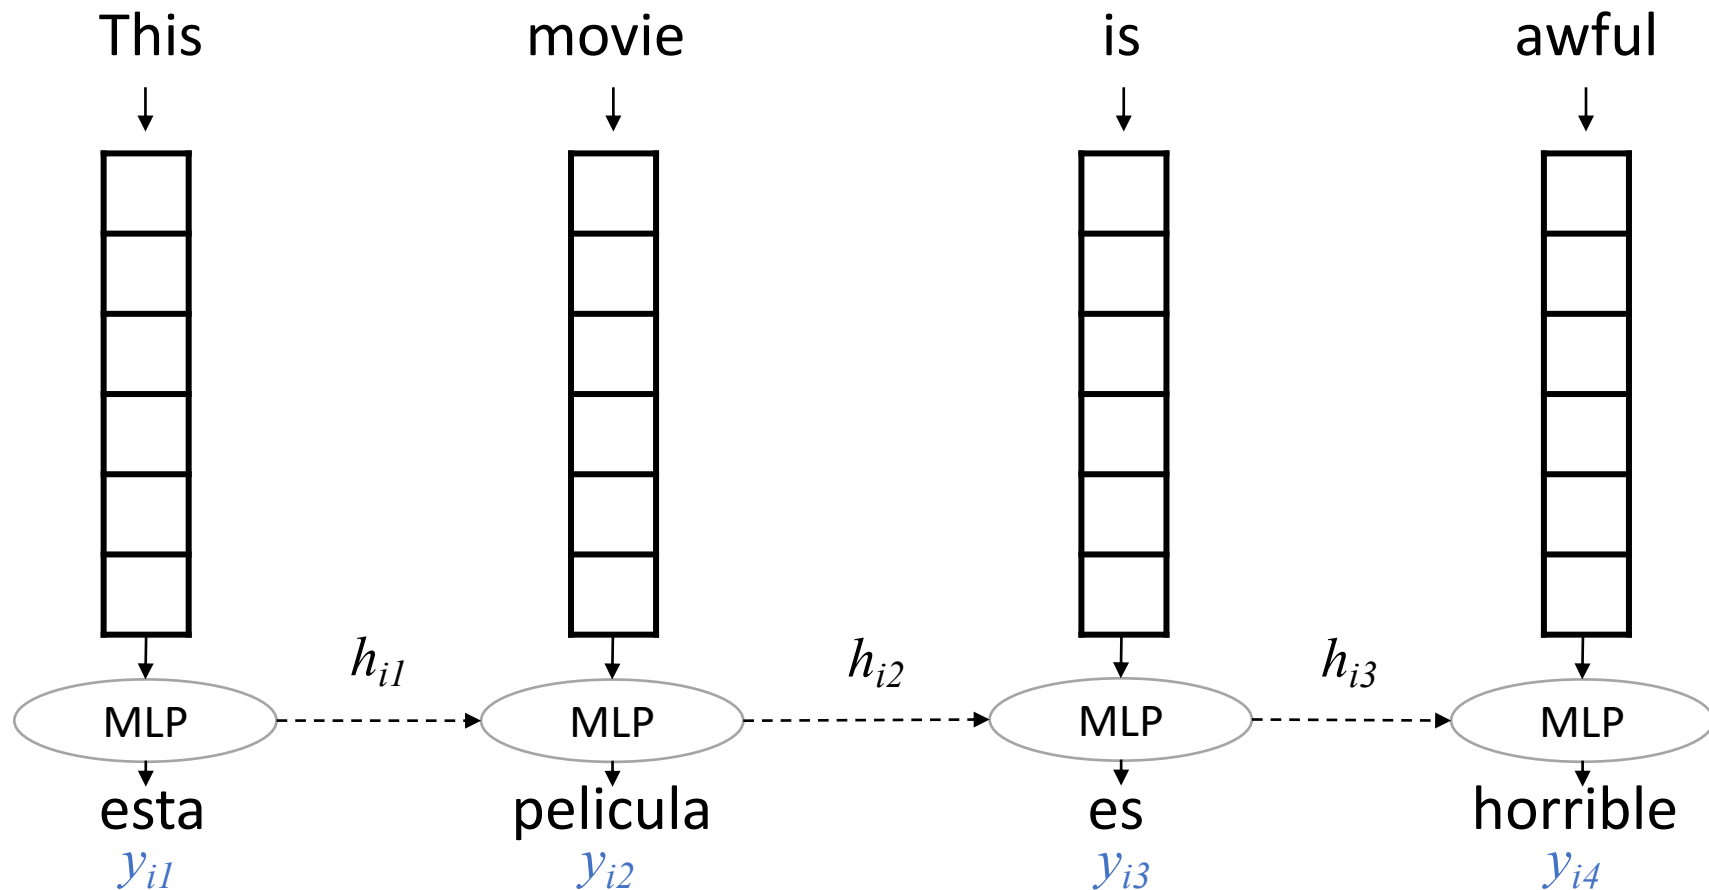 This movie is awful
h_i1 h_i2 h_i3
MLP MLP MLP MLP
esta pelicula es horrible
y_i1 y_i2 y_i3 y_i4